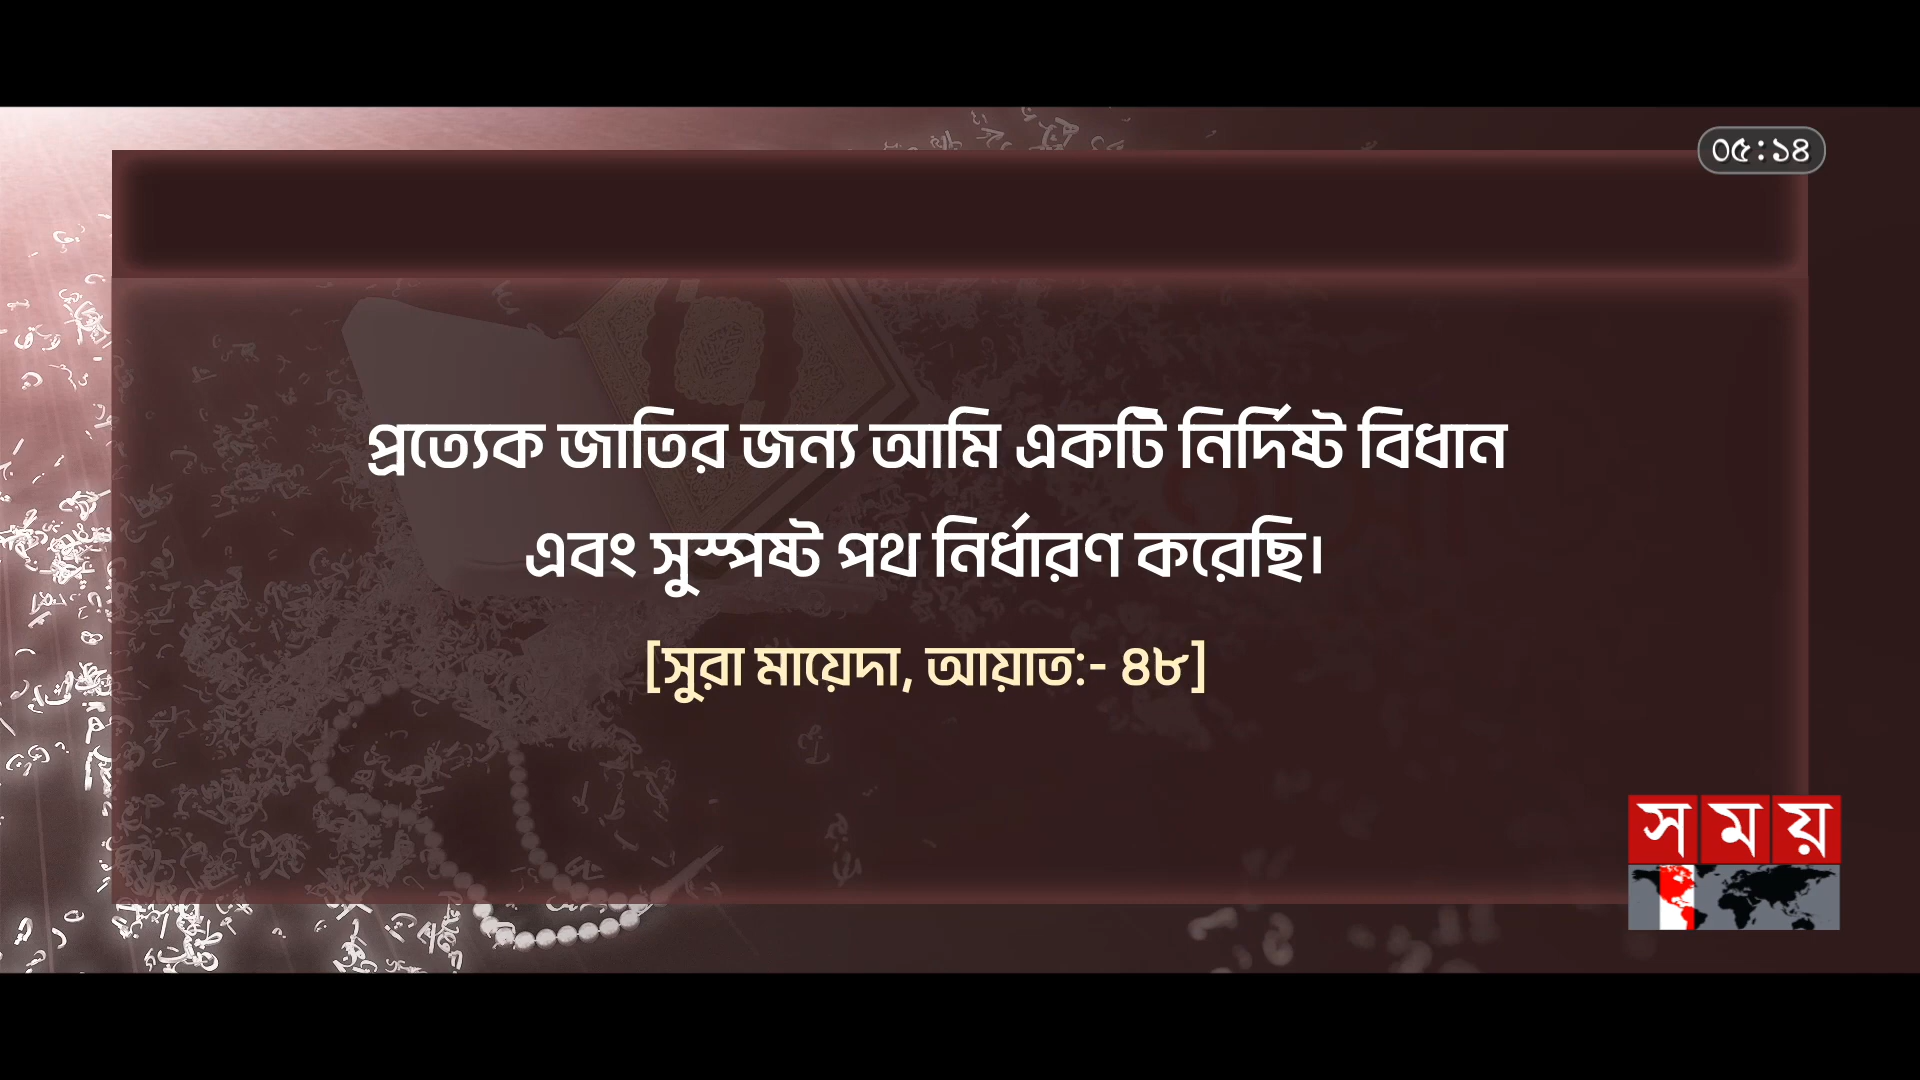 ০৫:১৪
প্রত্যেক জাতির জন্য আমি একটি নির্দিষ্ট বিধান
এবং সুস্পষ্ট পথ নির্ধারণ করেছি।
[সুরা মায়েদা, আয়াত:- ৪৮]
সময়